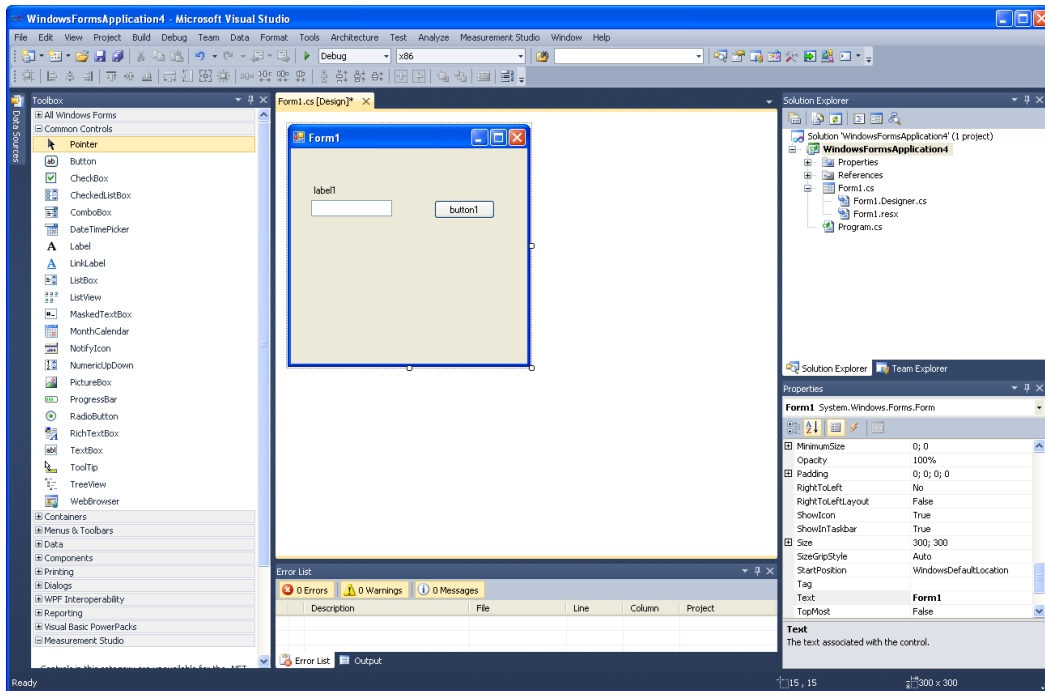 WindowsFormsApplication4 - Microsoft Visual Studio
File Edit View Project Build Debug Team Data Format Tools Architecture Test Analyze Measurement Studio Window Help
Debug x86
Data Sources
Toolbox
All Windows Forms
Common Controls
Pointer
Button
CheckBox
CheckedListBox
ComboBox
DateTimePicker
Label
LinkLabel
ListBox
ListView
MaskedTextBox
MonthCalendar
NotifyIcon
NumericUpDown
PictureBox
ProgressBar
RadioButton
RichTextBox
TextBox
ToolTip
TreeView
WebBrowser
Containers
Menus & Toolbars
Data
Components
Printing
Dialogs
WPF Interoperability
Reporting
Visual Basic PowerPacks
Measurement Studio
Form1.cs [Design]*
Form1
label1
button1
Error List
0 Errors 0 Warnings 0 Messages
Description File Line Column Project
Error List Output
Solution Explorer
Solution 'WindowsFormsApplication4' (1 project)
WindowsFormsApplication4
Properties
References
Form1.cs
Form1.Designer.cs
Form1.resx
Program.cs
Solution Explorer Team Explorer
Properties
Form1 System.Windows.Forms.Form
MinimumSize 0; 0
Opacity 100%
Padding 0; 0; 0; 0
RightToLeft No
RightToLeftLayout False
ShowIcon True
ShowInTaskbar True
Size 300; 300
SizeGripStyle Auto
StartPosition WindowsDefaultLocation
Tag
Text Form1
TopMost False
Text
The text associated with the control.
Ready 15 , 15 300 x 300